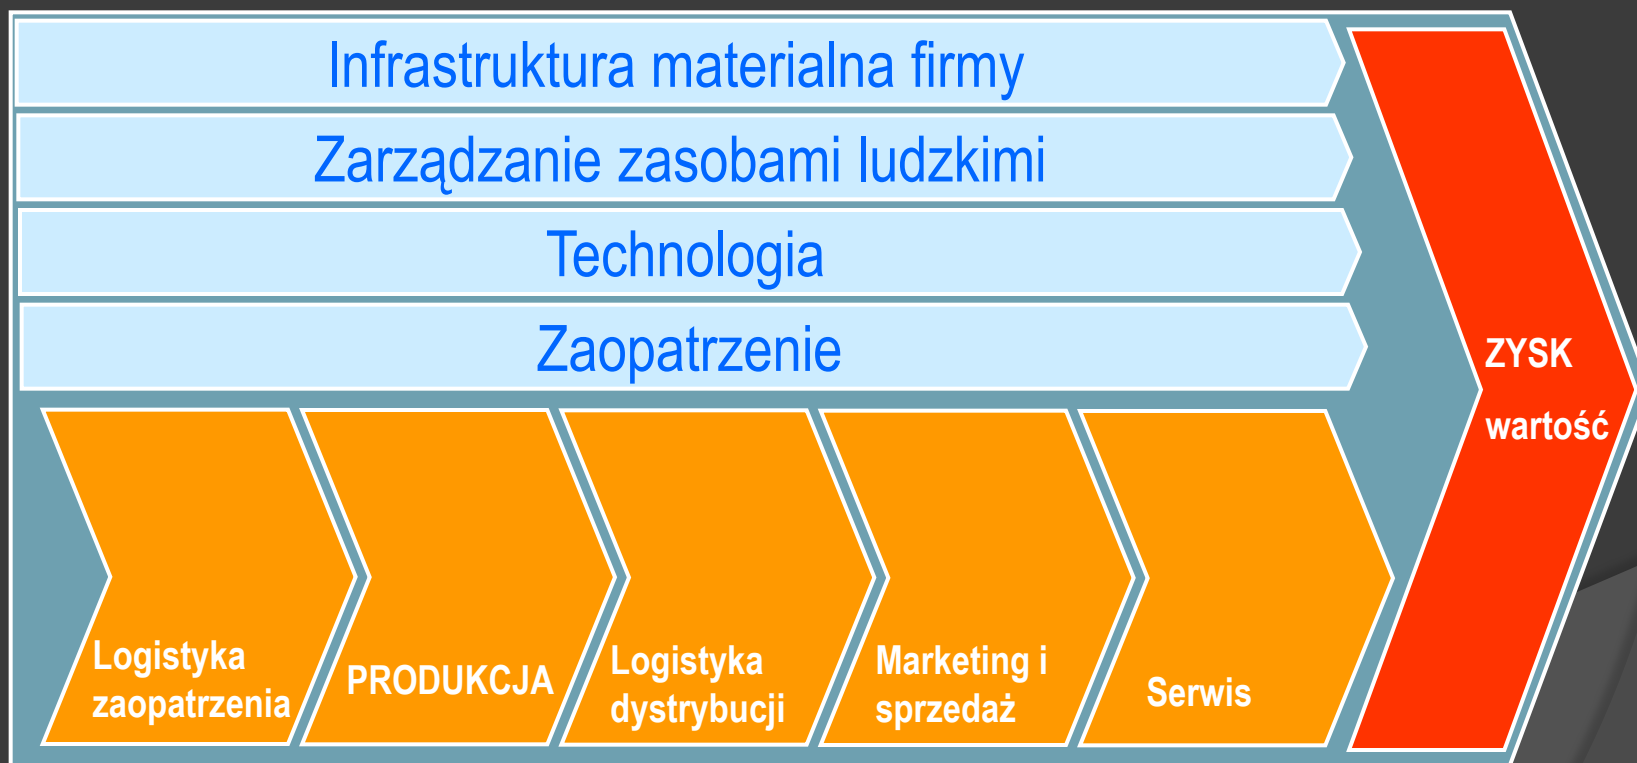 Infrastruktura materialna firmy
Zarządzanie zasobami ludzkimi
Technologia
Zaopatrzenie
ZYSK
wartość
Logistyka
zaopatrzenia
PRODUKCJA
Logistyka
dystrybucji
Marketing i
sprzedaż
Serwis